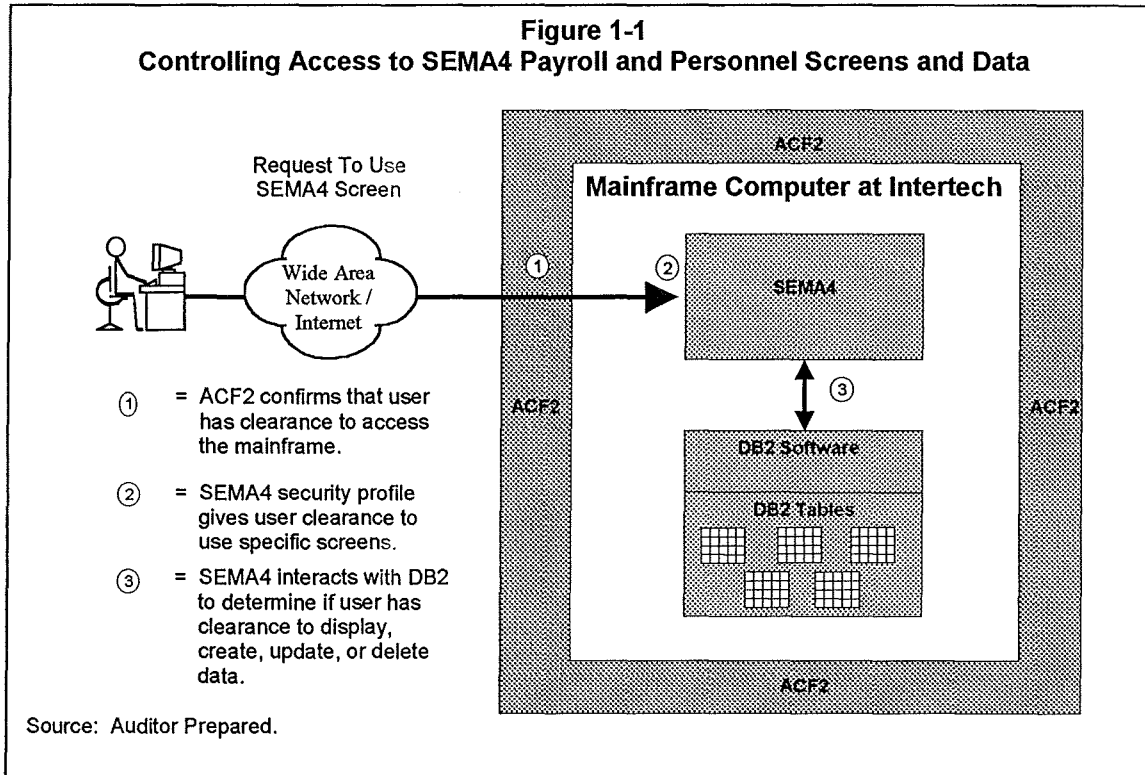 Figure 1-1
Controlling Access to SEMA4 Payroll and Personnel Screens and Data
ACF2
Request To Use
SEMA4 Screen
Mainframe Computer at Intertech
Wide Area
Network /
Internet
1
2
SEMA4
3
ACF2
ACF2
DB2 Software
DB2 Tables
1 = ACF2 confirms that user
has clearance to access
the mainframe.
2 = SEMA4 security profile
gives user clearance to
use specific screens.
3 = SEMA4 interacts with DB2
to determine if user has
clearance to display,
create, update, or delete
data.
ACF2
Source: Auditor Prepared.